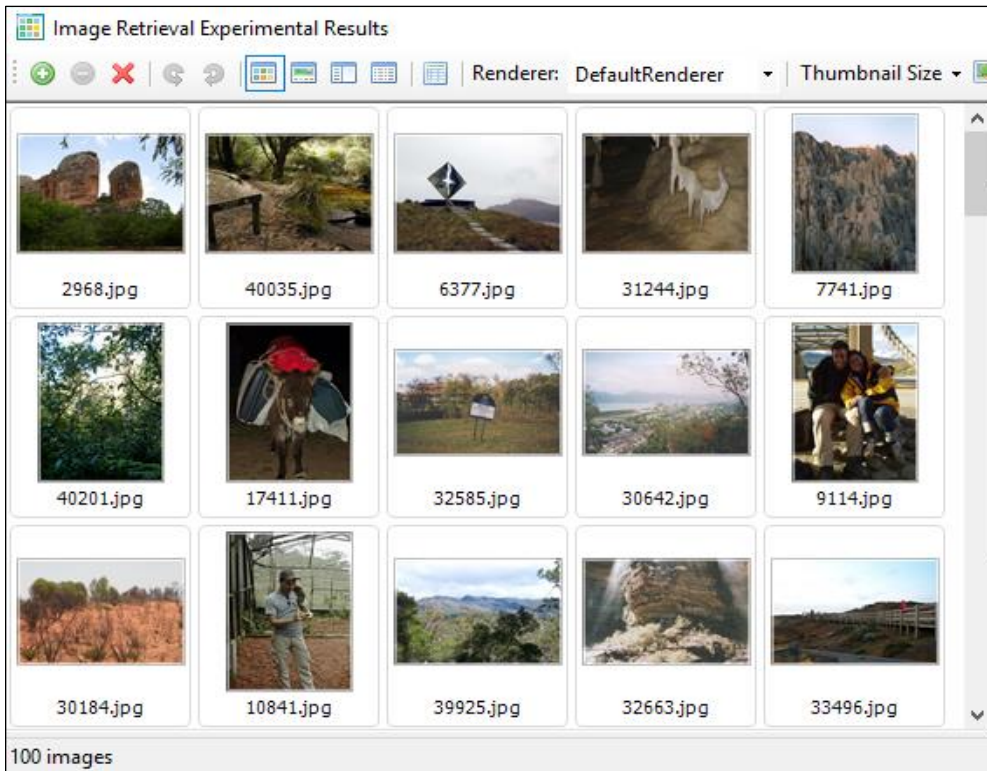 Image Retrieval Experimental Results
Renderer: DefaultRenderer Thumbnail Size
2968.jpg 40035.jpg 6377.jpg 31244.jpg 7741.jpg
40201.jpg 17411.jpg 32585.jpg 30642.jpg 9114.jpg
30184.jpg 10841.jpg 39925.jpg 32663.jpg 33496.jpg
100 images